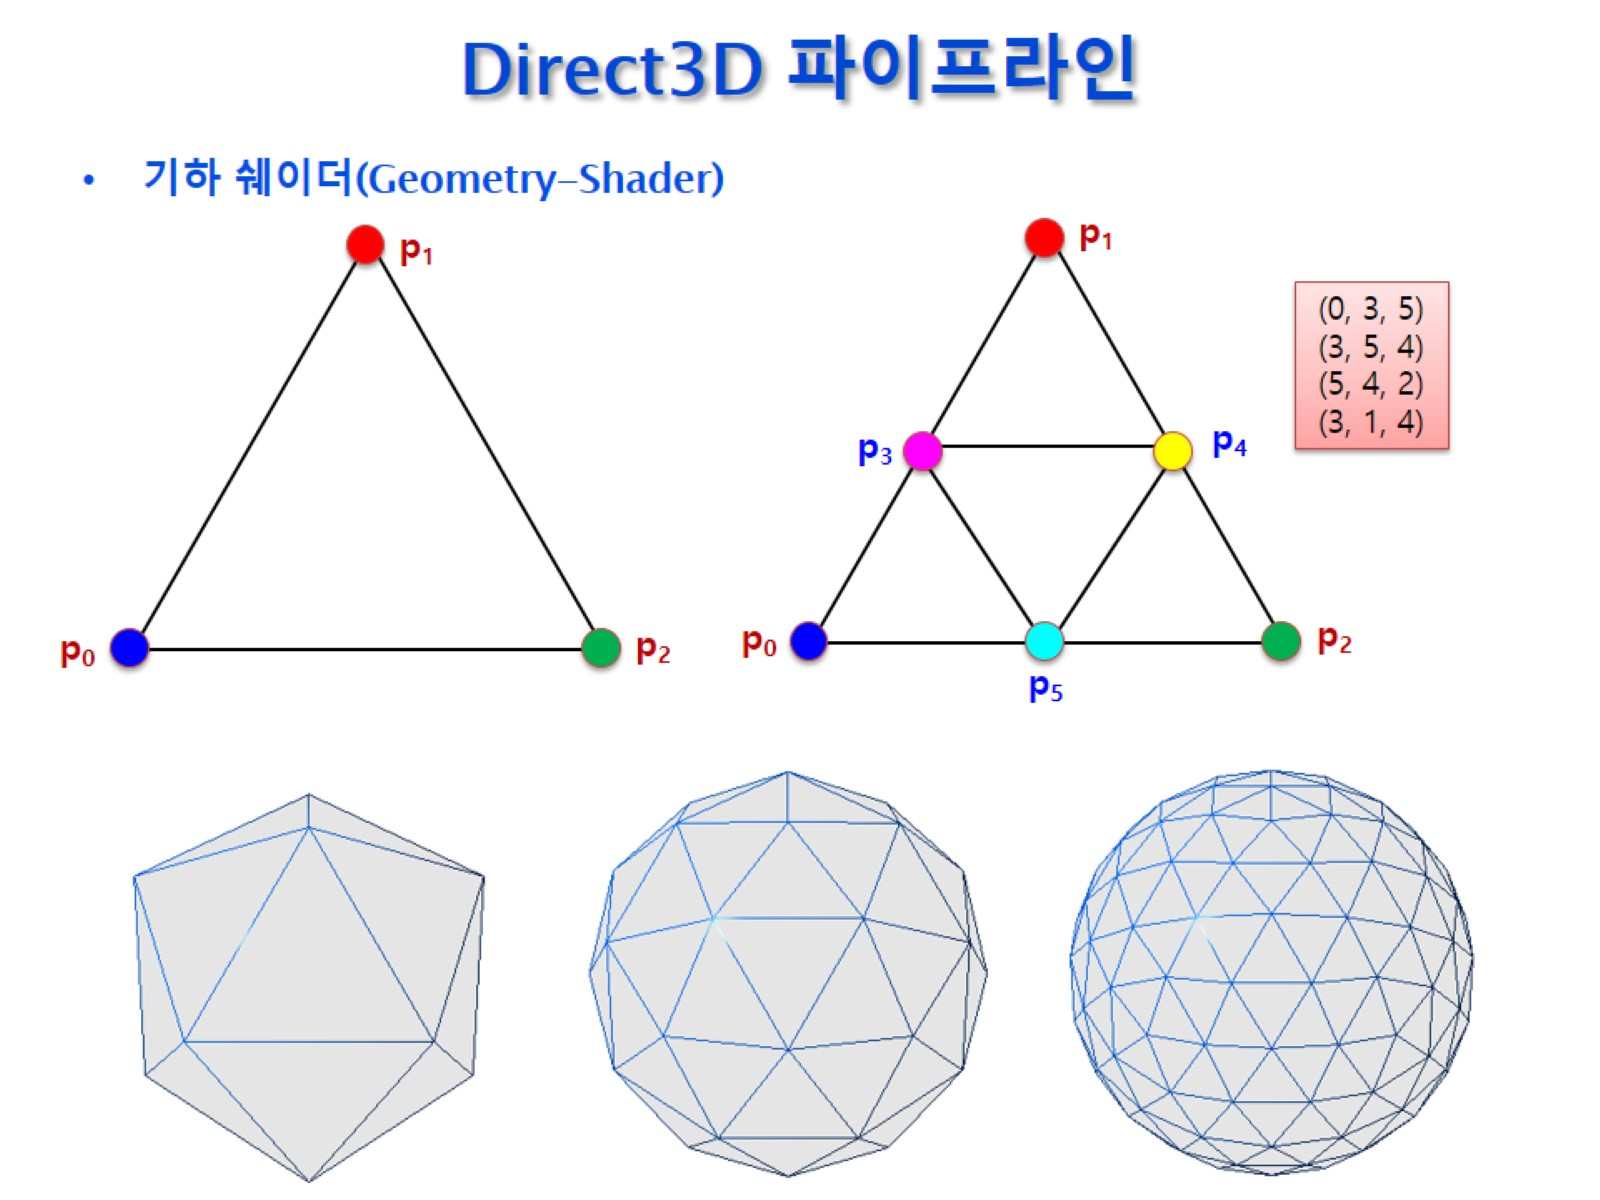 Direct3D 파이프라인
• 기하 쉐이더(Geometry-Shader)
p₁
p₀
p₂
p₁
p₃
p₄
p₀
p₅
p₂
(0, 3, 5)
(3, 5, 4)
(5, 4, 2)
(3, 1, 4)